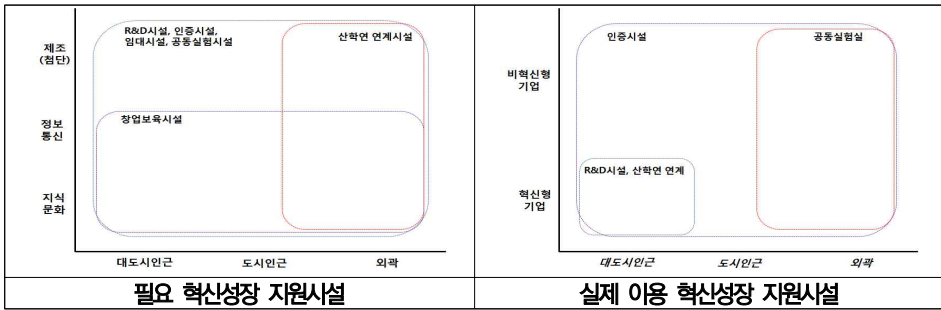 R&D시설, 인증시설,
임대시설, 공동실험시설
산학연 연계시설
제조
(첨단)
창업보육시설
정보
통신
지식
문화
대도시인근
도시인근
외곽
필요 혁신성장 지원시설
인증시설
공동실험실
비혁신형
기업
R&D시설, 산학연 연계
혁신형
기업
대도시인근
도시인근
외곽
실제 이용 혁신성장 지원시설